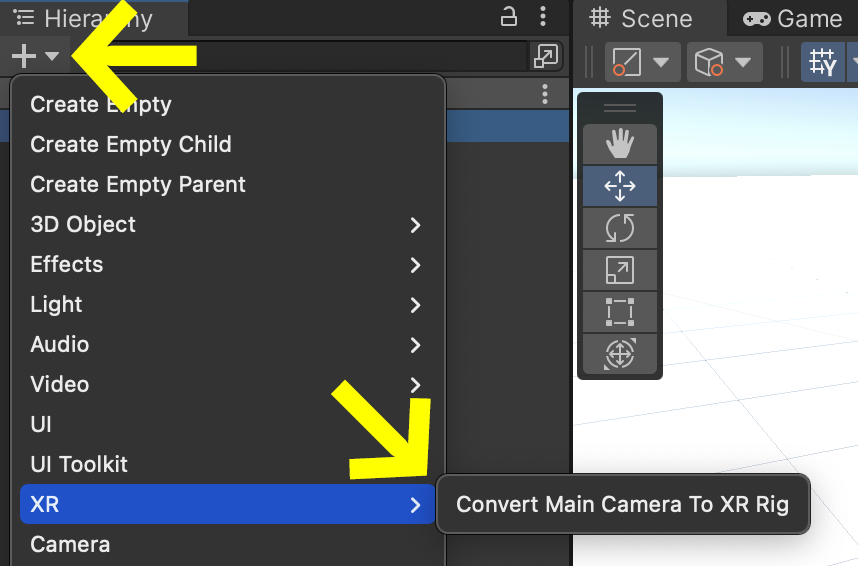 Hierarchy
Scene
Game
Y
Create Empty
Create Empty Child
Create Empty Parent
3D Object
Effects
Light
Audio
Video
UI
UI Toolkit
XR
Convert Main Camera To XR Rig
Camera